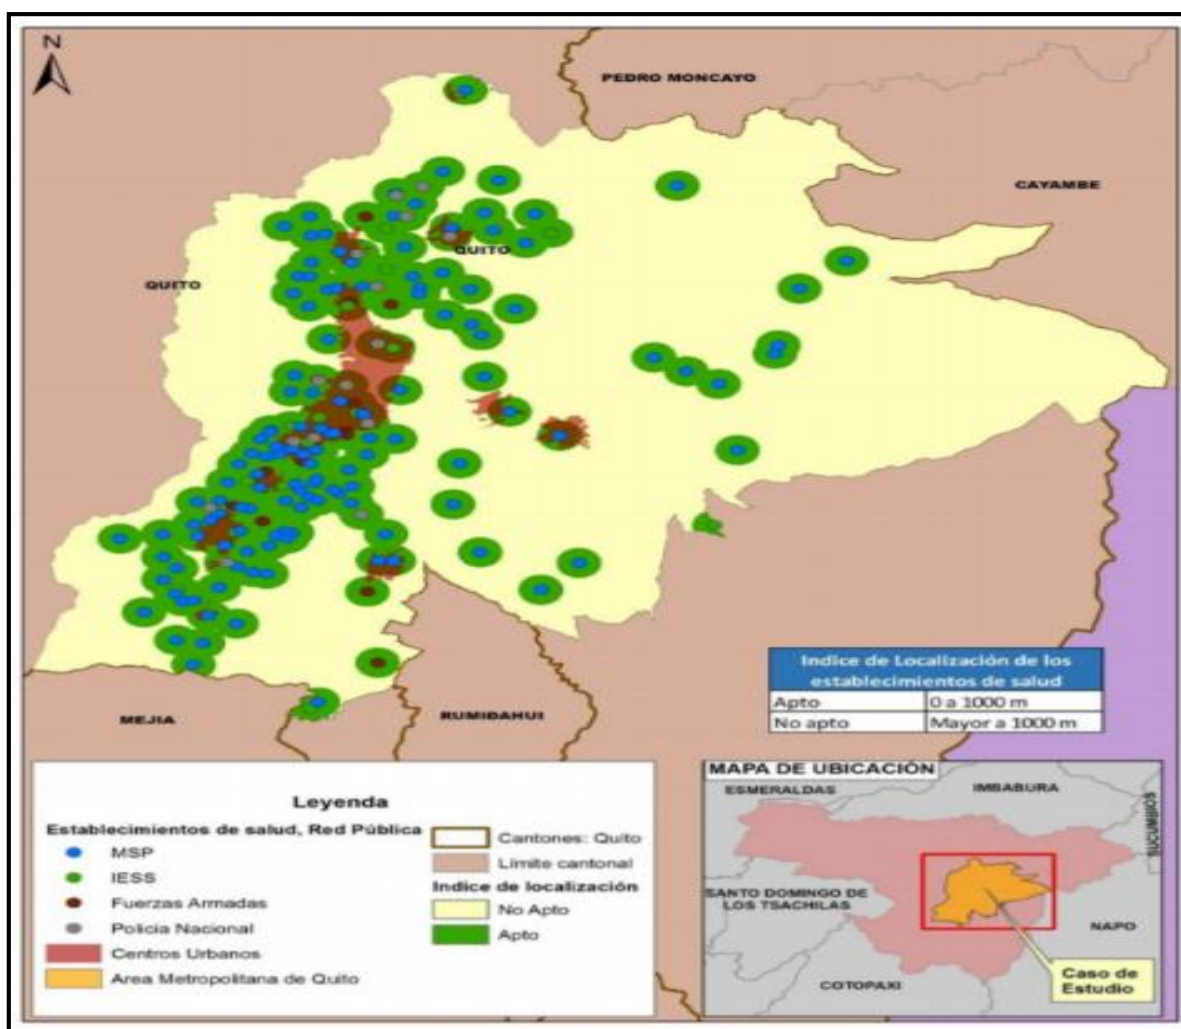 N
PEDRO MONCAYO
CAYAMBE
QUITO
QUITO
Indice de Localización de los
establecimientos de salud
Apto 0 a 1000 m
No apto Mayor a 1000 m
MEJIA
RUMIDAHUI
Leyenda
Establecimientos de salud, Red Pública
MSP
IESS
Fuerzas Armadas
Policia Nacional
Centros Urbanos
Area Metropolitana de Quito
Cantones: Quito
Límite cantonal
Indice de localización
No Apto
Apto
MAPA DE UBICACIÓN
ESMERALDAS
IMBABURA
SUCUMBIOS
SANTO DOMINGO DE
LOS TSACHILAS
NAPO
COTOPAXI
Caso de
Estudio